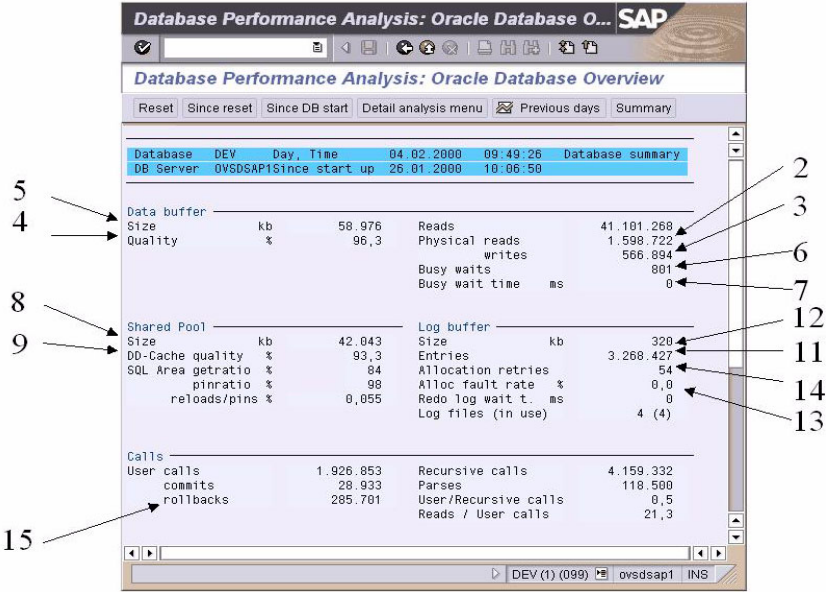 Database Performance Analysis: Oracle Database O... SAP
Database Performance Analysis: Oracle Database Overview
Reset Since reset Since DB start Detail analysis menu Previous days Summary
Database DEV Day, Time 04.02.2000 09:49:26 Database summary
DB Server OVSDSAP1Since start up 26.01.2000 10:06:50
Data buffer
5 Size kb 58.976 Reads 41.101.268 2
4 Quality % 96,3 Physical reads 1.598.722 3
writes 566.894
Busy waits 801 6
Busy wait time ms 0 7
8 Shared Pool Log buffer 12
Size kb 42.043 Size kb 320
9 DD-Cache quality % 93,3 Entries 3.268.427 11
SQL Area getratio % 84 Allocation retries 54 14
pinratio % 98 Alloc fault rate % 0,0
reloads/pins % 0,055 Redo log wait t. ms 0 13
Log files (in use) 4 (4)
Calls
User calls 1.926.853 Recursive calls 4.159.332
commits 28.933 Parses 118.500
rollbacks 285.701 User/Recursive calls 0,5
15 Reads / User calls 21,3
DEV (1) (099) ovsdsap1 INS